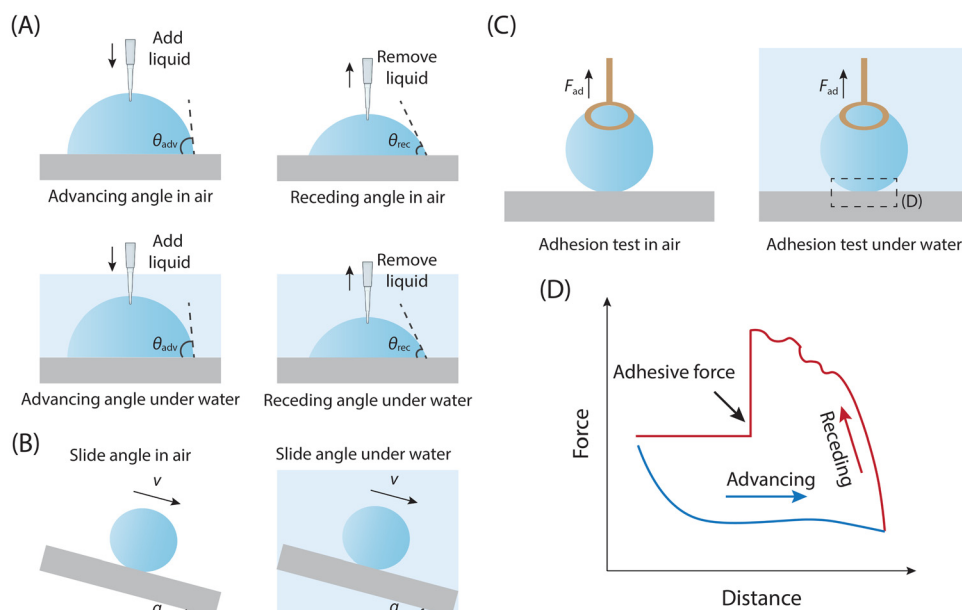 (A)
Add
liquid
θadv
Advancing angle in air
Remove
liquid
θrec
Receding angle in air
Add
liquid
θadv
Advancing angle under water
Remove
liquid
θrec
Receding angle under water
(B)
Slide angle in air
v
Slide angle under water
v
(C)
Fad
Adhesion test in air
Fad
(D)
Adhesion test under water
(D)
Force
Adhesive force
Receding
Advancing
Distance